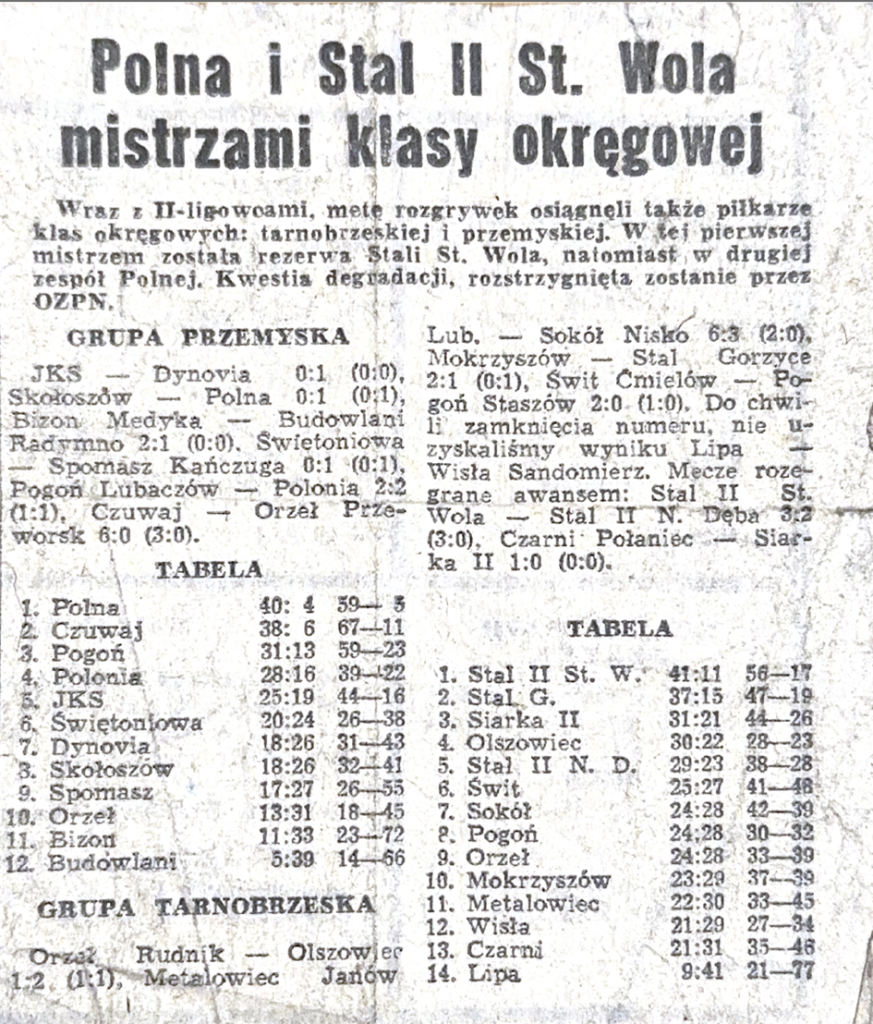 Polna i Stal II St. Wola
mistrzami klasy okręgowej
Wraz z II-ligowcami, metę rozgrywek osiągnęli także piłkarze
klas okręgowych: tarnobrzeskiej i przemyskiej. W tej pierwszej
mistrzem została rezerwa Stali St. Wola, natomiast w drugiej
zespół Polnej. Kwestia degradacji, rozstrzygnięta zostanie przez
OZPN.
GRUPA PRZEMYSKA
JKS — Dynovia 0:1 (0:0),
Skołoszów — Polna 0:1 (0:1),
Bizon Medyka — Budowlani
Radymno 2:1 (0:0), Świętoniowa
— Spomasz Kańczuga 0:1 (0:1),
Pogoń Lubaczów — Polonia 2:2
(1:1), Czuwaj — Orzeł Prze-
worsk 6:0 (3:0).
TABELA
1. Polna 40: 4 59— 5
2. Czuwaj 38: 6 67—11
3. Pogoń 31:13 59—23
4. Polonia 28:16 39—22
5. JKS 25:19 44—16
6. Świętoniowa 20:24 26—38
7. Dynovia 18:26 31—43
8. Skołoszów 18:26 32—41
9. Spomasz 17:27 26—55
10. Orzeł 13:31 18—45
11. Bizon 11:33 23—72
12. Budowlani 5:39 14—66
GRUPA TARNOBRZESKA
Orzeł Rudnik — Olszowiec
1:2 (1:1), Metalowiec Janów
Lub. — Sokół Nisko 6:3 (2:0),
Mokrzyszów — Stal Gorzyce
2:1 (0:1), Świt Ćmielów — Po-
goń Staszów 2:0 (1:0). Do chwi-
li zamknięcia numeru, nie u-
zyskaliśmy wyniku Lipa —
Wisła Sandomierz. Mecze roze-
grane awansem: Stal II St.
Wola — Stal II N. Dęba 3:2
(3:0), Czarni Połaniec — Siar-
ka II 1:0 (0:0).
TABELA
1. Stal II St. W. 41:11 56—17
2. Stal G. 37:15 47—19
3. Siarka II 31:21 44—26
4. Olszowiec 30:22 28—23
5. Stal II N. D. 29:23 38—28
6. Świt 25:27 41—48
7. Sokół 24:28 42—39
8. Pogoń 24:28 30—32
9. Orzeł 24:28 33—39
10. Mokrzyszów 23:29 37—39
11. Metalowiec 22:30 33—45
12. Wisła 21:29 27—34
13. Czarni 21:31 35—46
14. Lipa 9:41 21—77